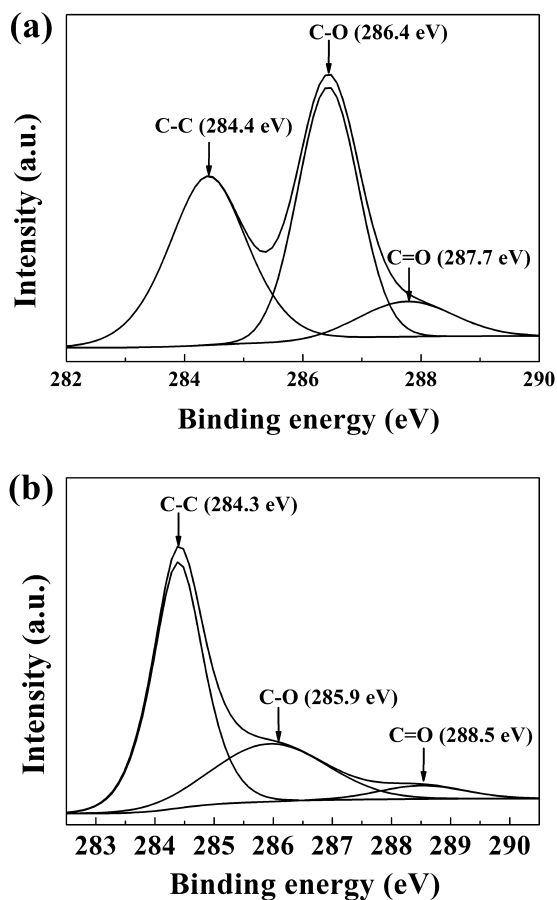 (a)
C-O (286.4 eV)
C-C (284.4 eV)
C=O (287.7 eV)
Intensity (a.u.)
282 284 286 288 290
Binding energy (eV)
(b)
C-C (284.3 eV)
C-O (285.9 eV)
C=O (288.5 eV)
Intensity (a.u.)
283 284 285 286 287 288 289 290
Binding energy (eV)